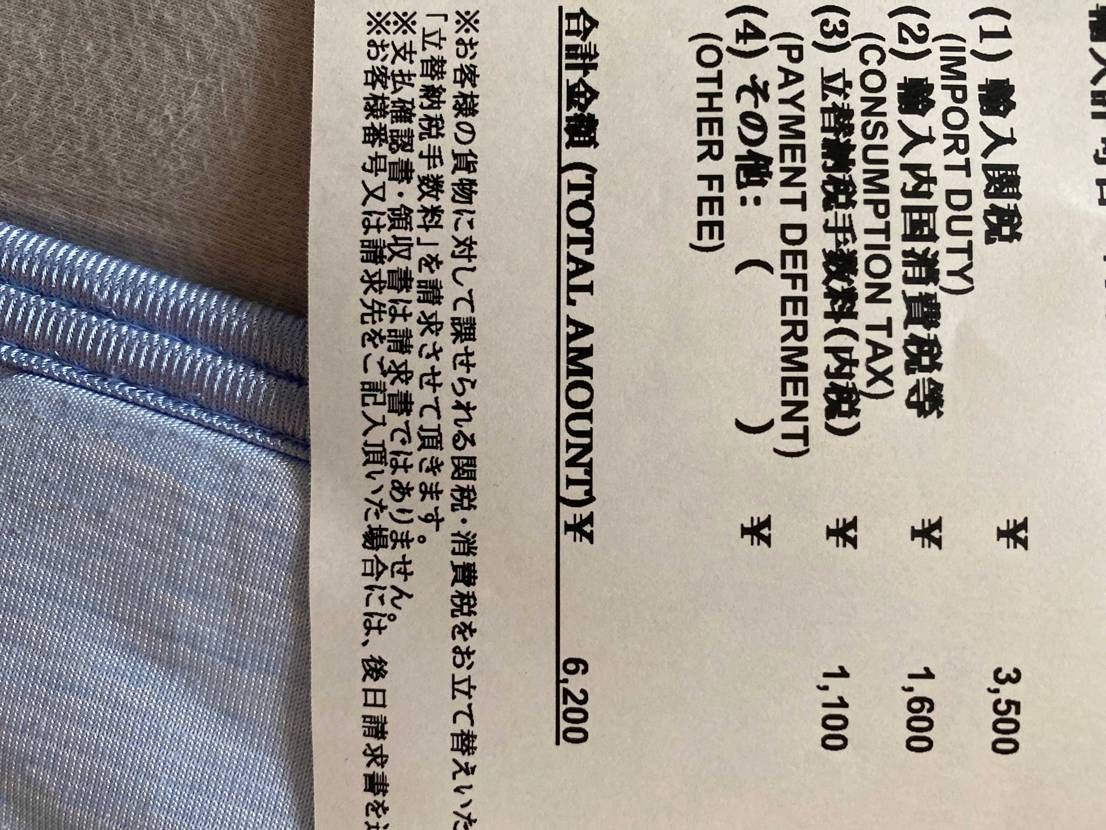 (1) 輸入関税 ¥ 3,500
(IMPORT DUTY)
(2) 輸入内国消費税等 ¥ 1,600
(CONSUMPTION TAX)
(3) 立替納税手数料(内税) ¥ 1,100
(PAYMENT DEFERMENT)
(4) その他: ( ) ¥
(OTHER FEE)
合計金額 (TOTAL AMOUNT) ¥ 6,200
※お客様の貨物に対して課せられる関税・消費税をお立て替えいた
「立替納税手数料」を請求させて頂きます。
※支払確認書・領収書は請求書ではありません。
※お客様番号又は請求先をご記入頂いた場合には、後日請求書を